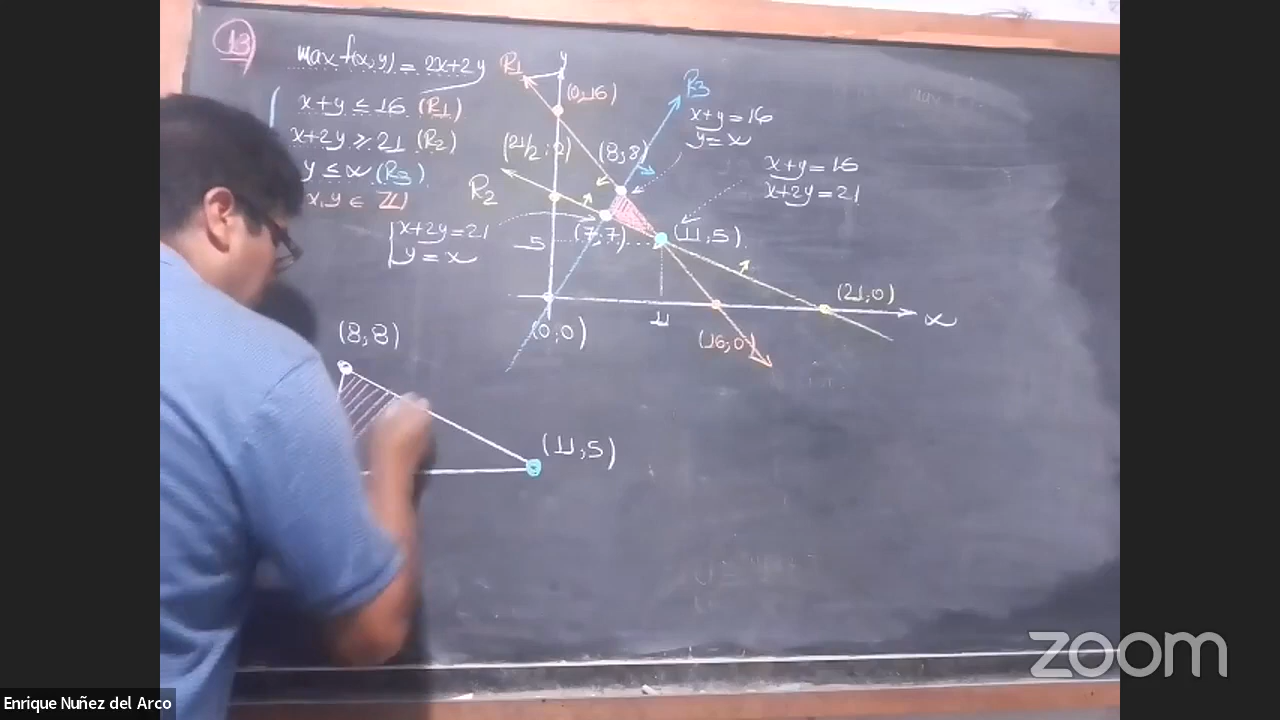 13
max f(x,y) = 2x+2y
x+y ≤ 16 (R1)
x+2y ≥ 21 (R2)
y ≤ x (R3)
x,y ∈ ℤ
R1
y
(0,16)
R3
x+y=16
y=x
(21/2;0)
(8,8)
x+y=16
x+2y=21
R2
x+2y=21
y=x
5
(7,7)
(11,5)
(21,0)
x
(0;0)
11
(16,0)
(8,8)
(11,5)
zoom
Enrique Nuñez del Arco